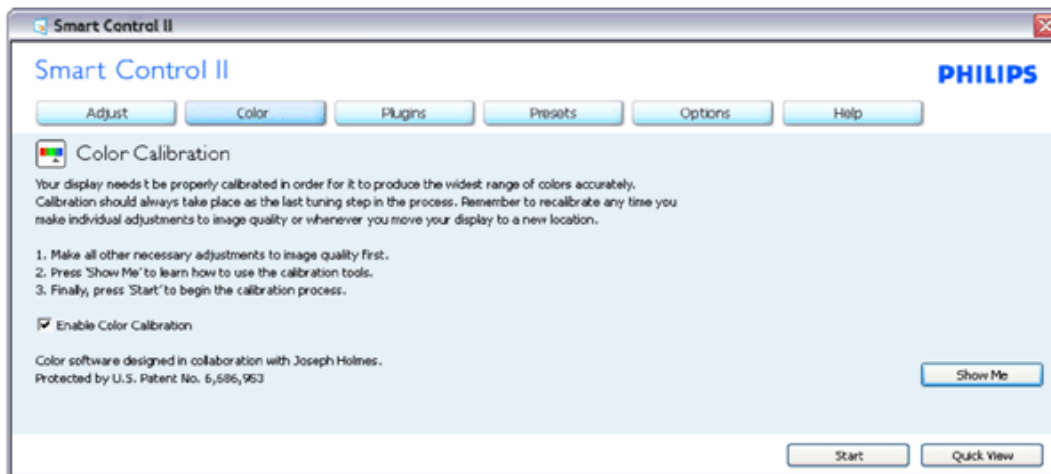 Smart Control II
Smart Control II
PHILIPS
Adjust Color Plugins Presets Options Help
Color Calibration
Your display needs t be properly calibrated in order for it to produce the widest range of colors accurately.
Calibration should always take place as the last tuning step in the process. Remember to recalibrate any time you
make individual adjustments to image quality or whenever you move your display to a new location.
1. Make all other necessary adjustments to image quality first.
2. Press 'Show Me' to learn how to use the calibration tools.
3. Finally, press 'Start' to begin the calibration process.
Enable Color Calibration
Color software designed in collaboration with Joseph Holmes.
Protected by U.S. Patent No. 6,686,953
Show Me
Start Quick View